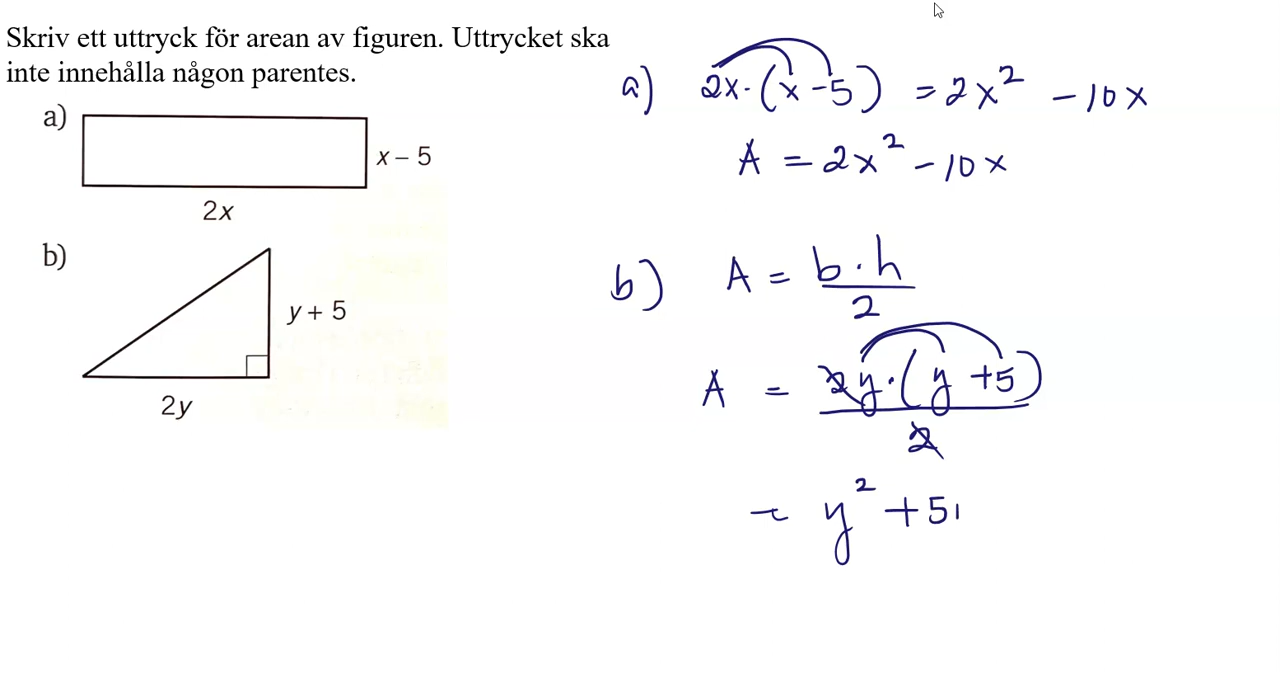 Skriv ett uttryck för arean av figuren. Uttrycket ska
inte innehålla någon parentes.
a)
x – 5
2x
b)
y + 5
2y
a) 2x·(x-5) = 2x² - 10x
A = 2x² - 10x
b) A = b·h
2
A = 2y·(y+5)
2
= y² + 5